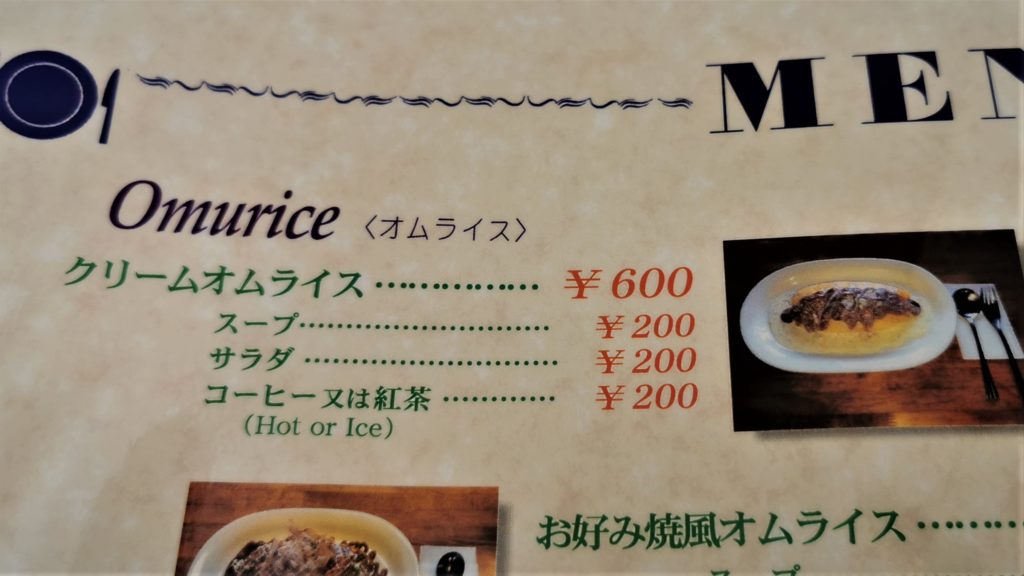 MEN
Omurice 〈オムライス〉
クリームオムライス……………… ¥600
スープ……………………… ¥200
サラダ……………………… ¥200
コーヒー又は紅茶………… ¥200
(Hot or Ice)
お好み焼風オムライス………